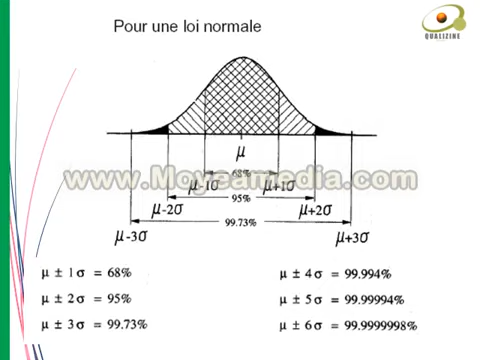 Pour une loi normale
QUALIZINE
μ
68%
www.Moyeamedia.com
μ-1σ
μ+1σ
95%
μ-2σ
μ+2σ
99.73%
μ-3σ
μ+3σ
μ ± 1σ = 68%
μ ± 2σ = 95%
μ ± 3σ = 99.73%
μ ± 4σ = 99.994%
μ ± 5σ = 99.99994%
μ ± 6σ = 99.9999998%